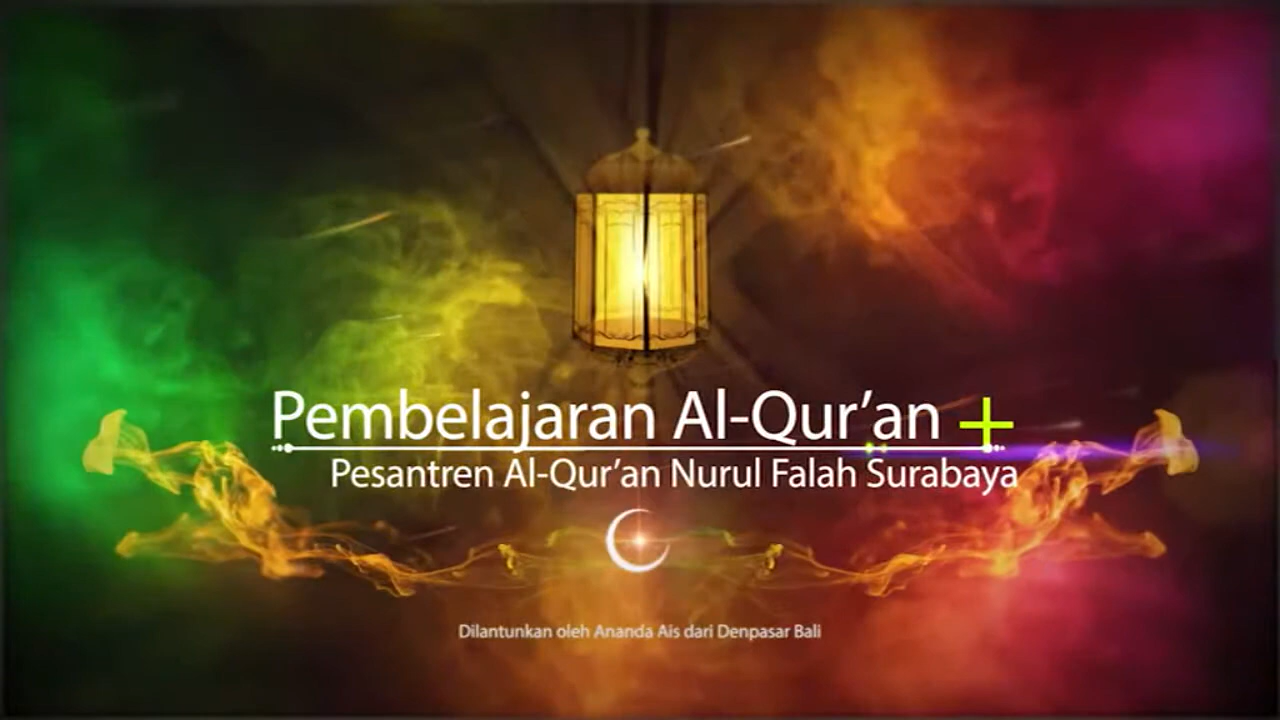 Pembelajaran Al-Qur'an +
Pesantren Al-Qur'an Nurul Falah Surabaya
Dilantunkan oleh Ananda Ais dari Denpasar Bali